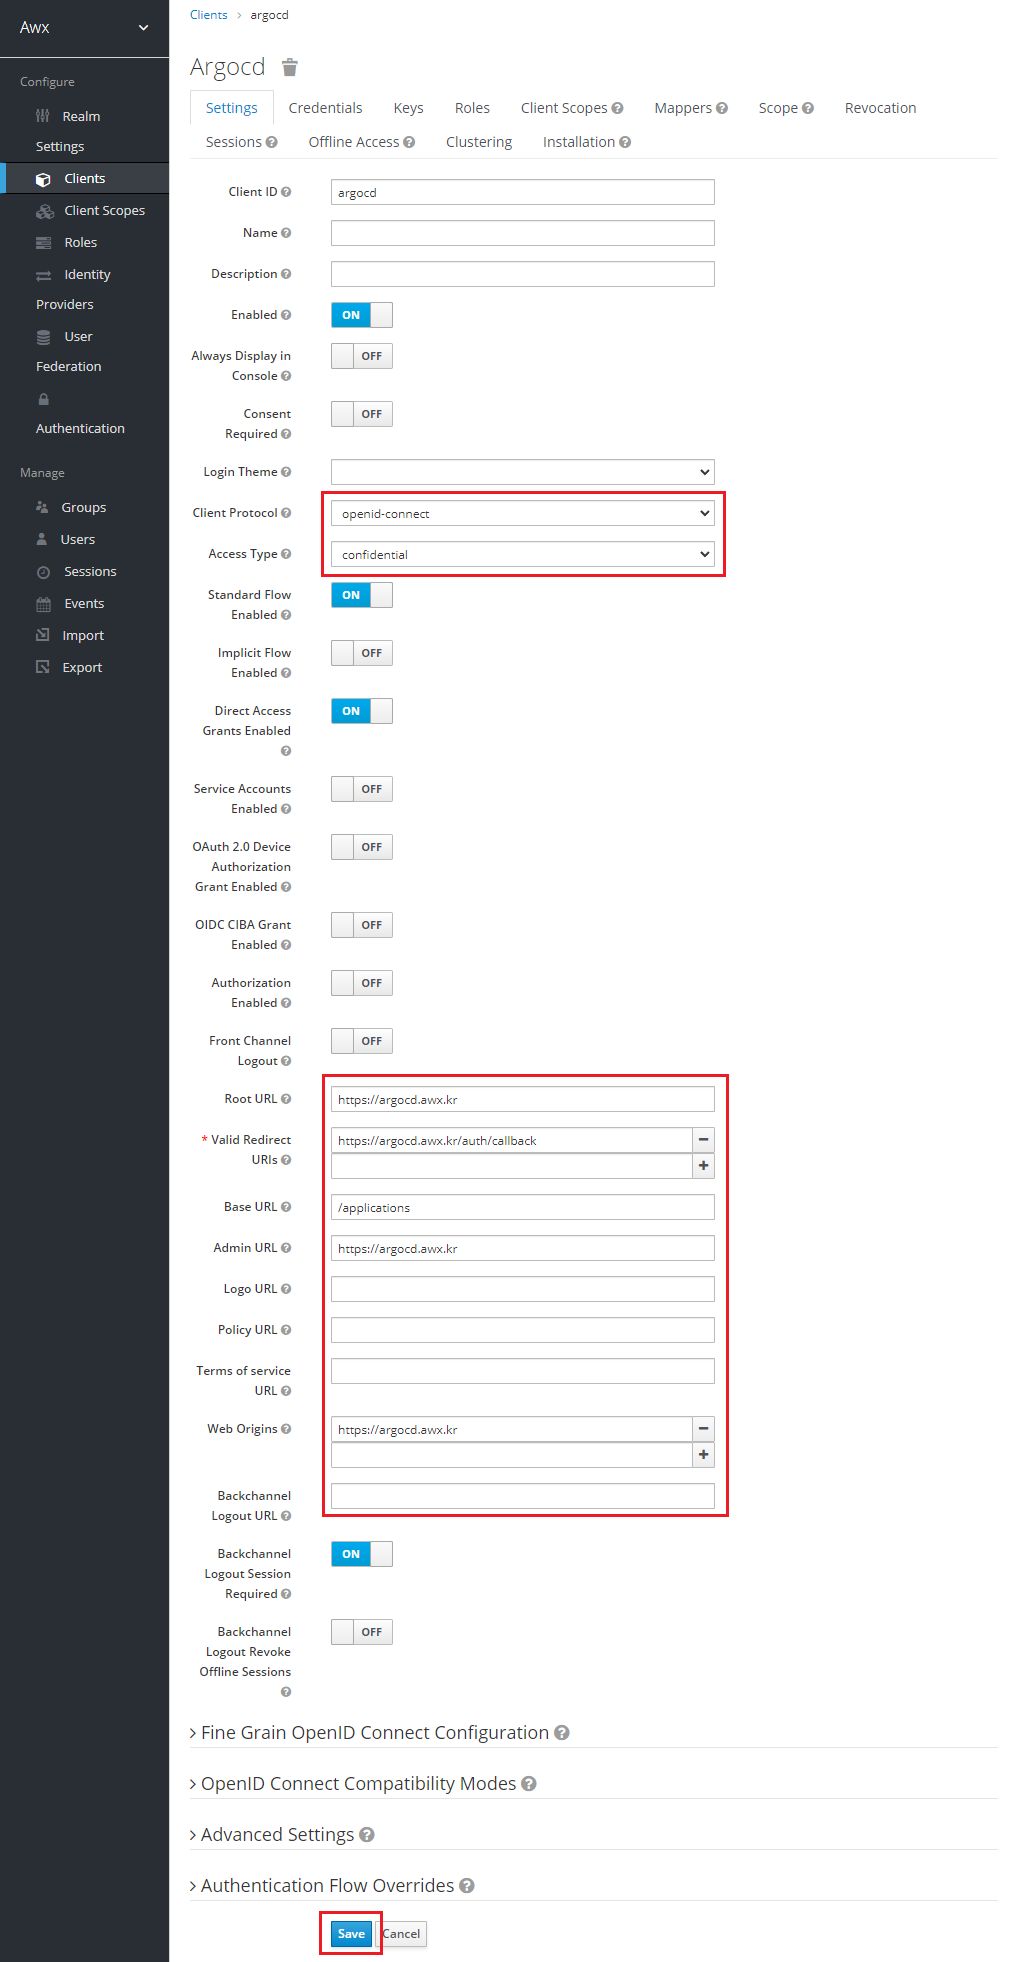 Awx
Configure
Realm
Settings
Clients
Client Scopes
Roles
Identity
Providers
User
Federation
Authentication
Manage
Groups
Users
Sessions
Events
Import
Export
Clients > argocd
Argocd
Settings Credentials Keys Roles Client Scopes Mappers Scope Revocation
Sessions Offline Access Clustering Installation
Client ID argocd
Name
Description
Enabled ON
Always Display in
Console OFF
Consent
Required OFF
Login Theme
Client Protocol openid-connect
Access Type confidential
Standard Flow
Enabled ON
Implicit Flow
Enabled OFF
Direct Access
Grants Enabled ON
Service Accounts
Enabled OFF
OAuth 2.0 Device
Authorization
Grant Enabled OFF
OIDC CIBA Grant
Enabled OFF
Authorization
Enabled OFF
Front Channel
Logout OFF
Root URL https://argocd.awx.kr
* Valid Redirect
URIs https://argocd.awx.kr/auth/callback
Base URL /applications
Admin URL https://argocd.awx.kr
Logo URL
Policy URL
Terms of service
URL
Web Origins https://argocd.awx.kr
Backchannel
Logout URL
Backchannel
Logout Session
Required ON
Backchannel
Logout Revoke
Offline Sessions OFF
Fine Grain OpenID Connect Configuration
OpenID Connect Compatibility Modes
Advanced Settings
Authentication Flow Overrides
Save Cancel